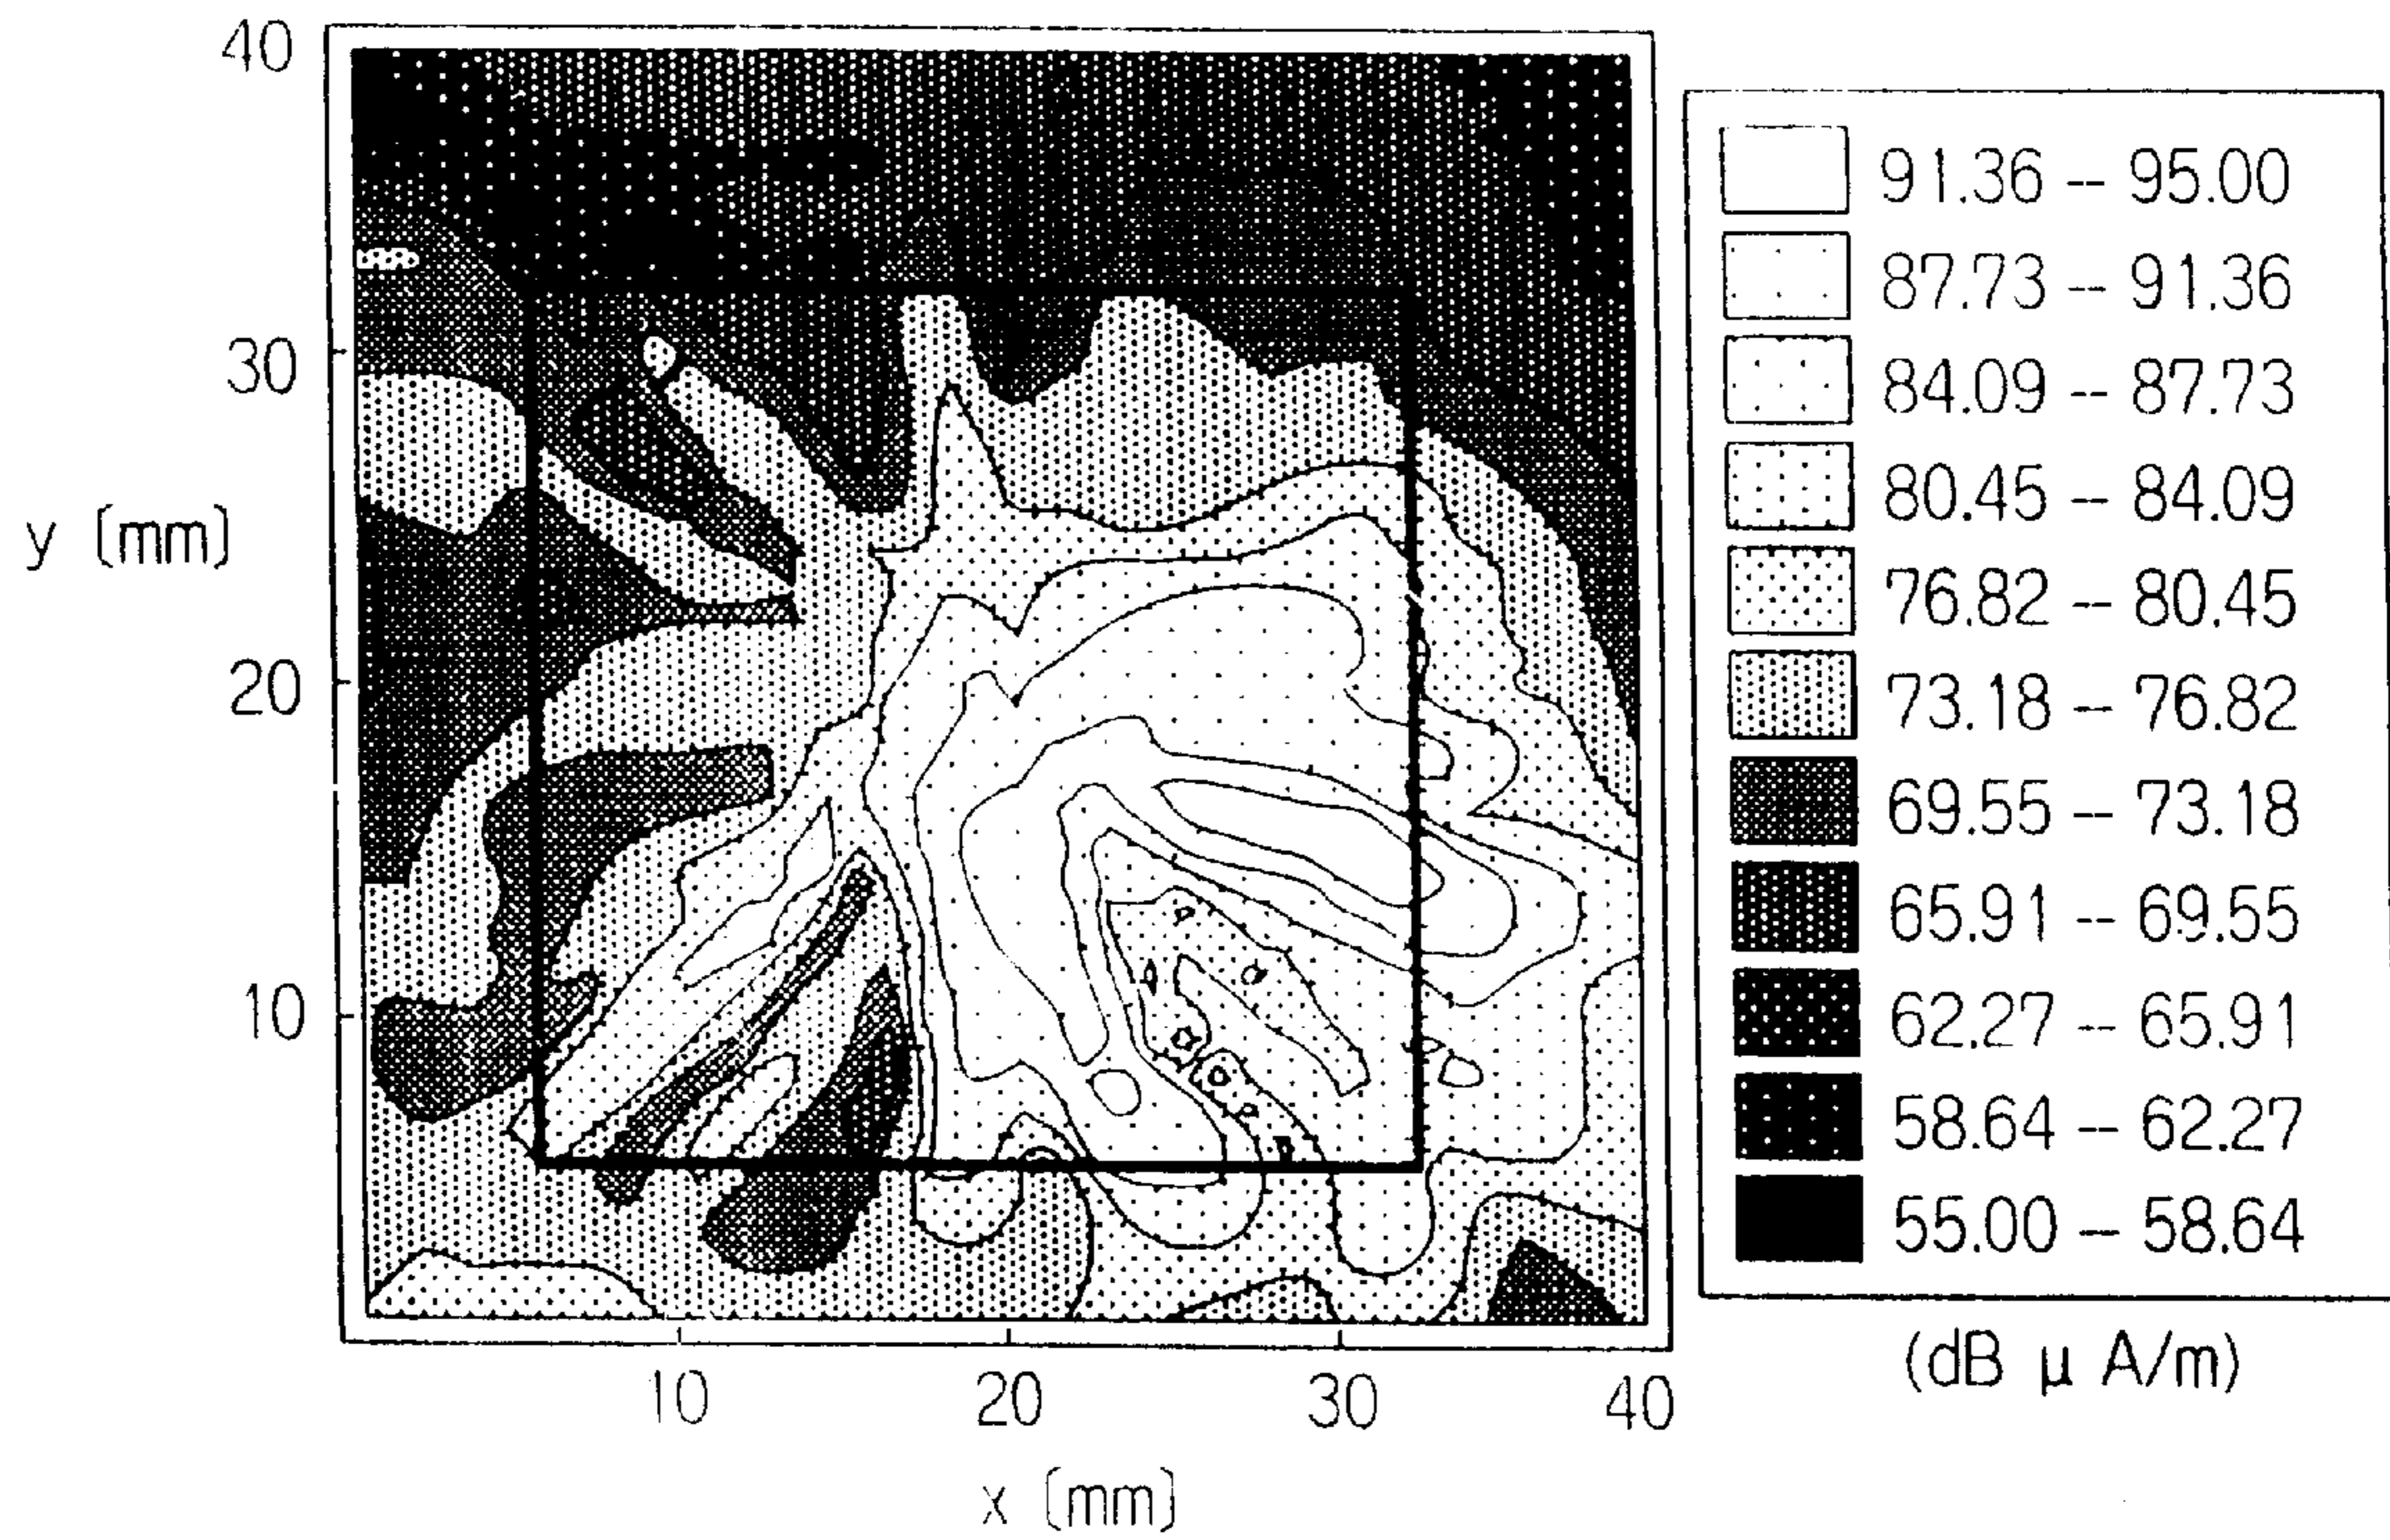 40
30
20
10
y (mm)
10 20 30 40
x (mm)
91.36 -- 95.00
87.73 -- 91.36
84.09 -- 87.73
80.45 -- 84.09
76.82 -- 80.45
73.18 -- 76.82
69.55 -- 73.18
65.91 -- 69.55
62.27 -- 65.91
58.64 -- 62.27
55.00 -- 58.64
(dB μ A/m)